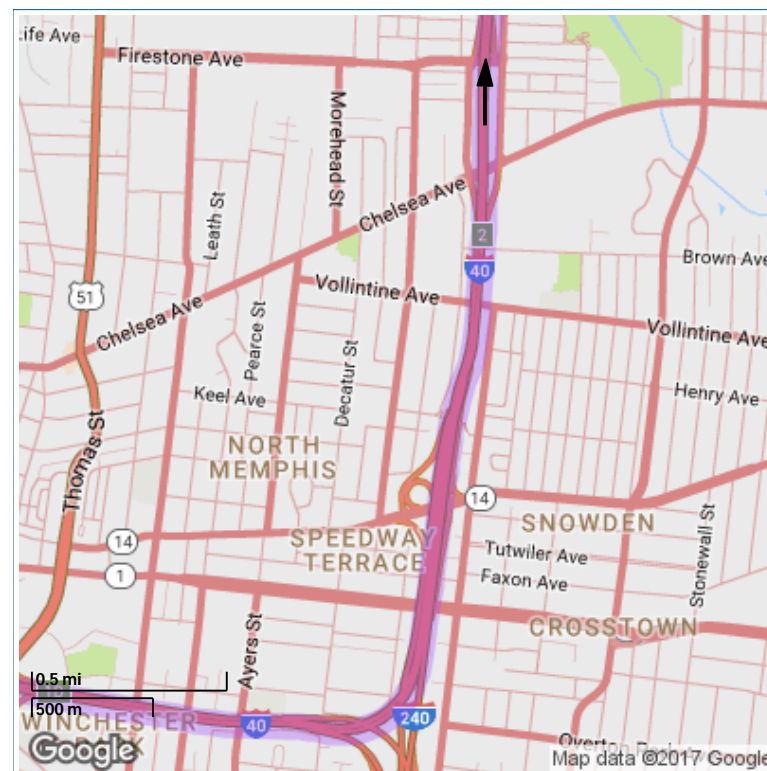 Life Ave
Firestone Ave
Morehead St
Chelsea Ave
Leath St
2
40
Brown Ave
51
Vollintine Ave
Chelsea Ave
Vollintine Ave
Pearce St
Decatur St
Keel Ave
Henry Ave
Thomas St
NORTH
MEMPHIS
14
SNOWDEN
Stonewall St
14
SPEEDWAY
TERRACE
Tutwiler Ave
1
Faxon Ave
CROSSTOWN
Ayers St
0.5 mi
500 m
WINCHESTER
40
240
Google
Map data ©2017 Google